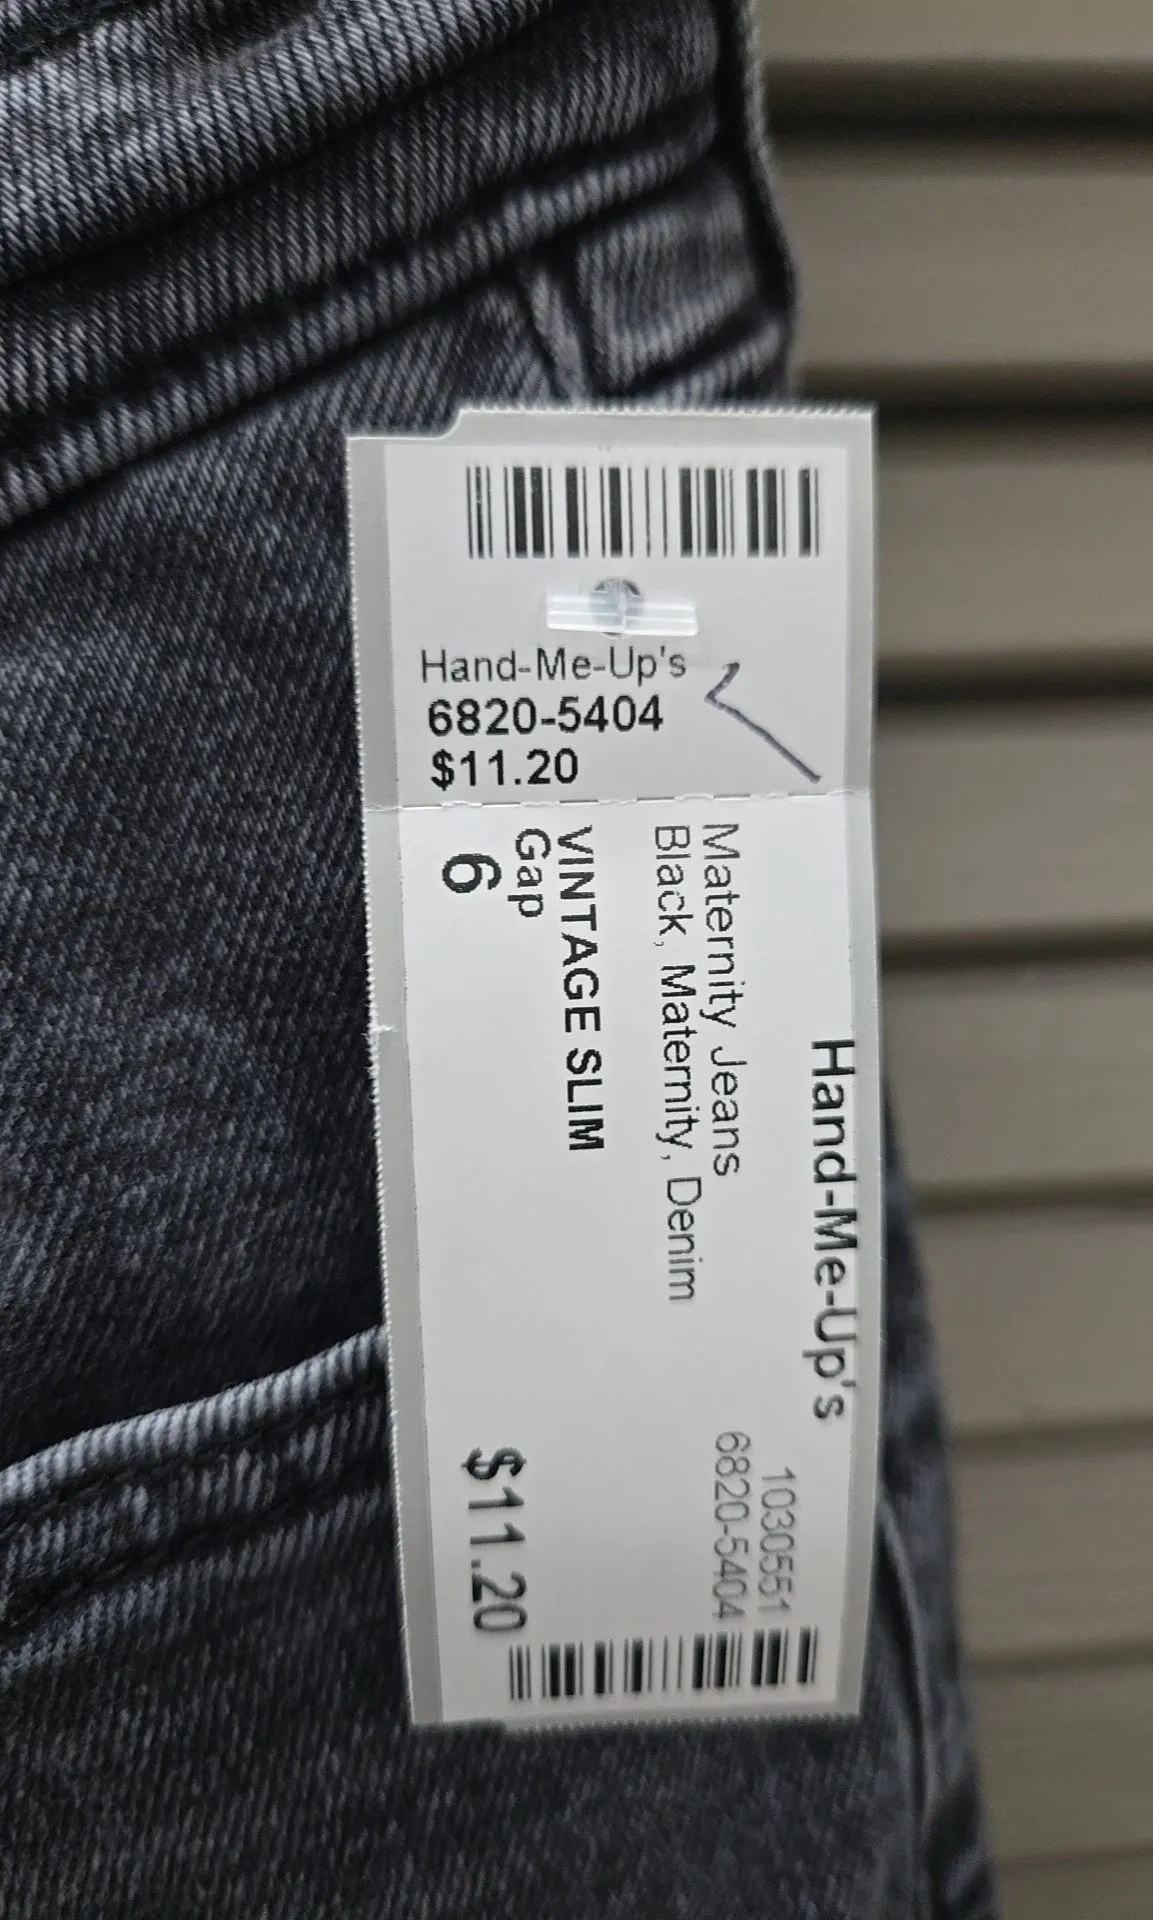 Hand-Me-Up's
6820-5404
$11.20
Hand-Me-Up's
1030551
6820-5404
Maternity Jeans
Black, Maternity, Denim
VINTAGE SLIM
Gap
6
$11.20